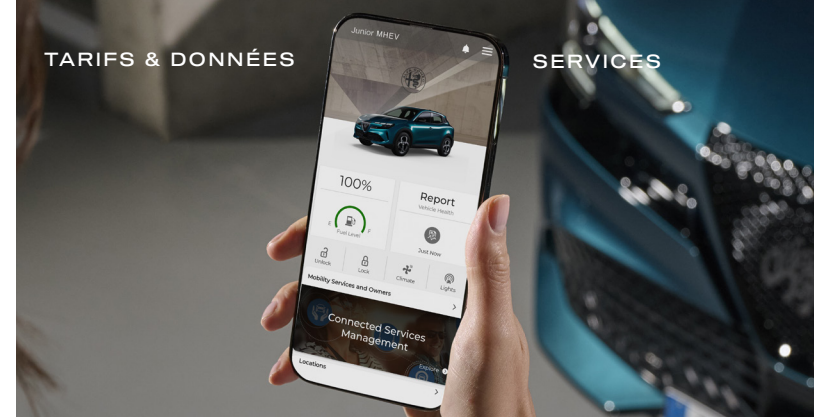 TARIFS & DONNÉES
SERVICES
Junior MHEV
100%
Fuel Level
E
F
Report
Vehicle Health
Just Now
Unlock
Lock
Climate
Lights
Mobility Services and Owners
Connected Services
Management
Explore
Locations